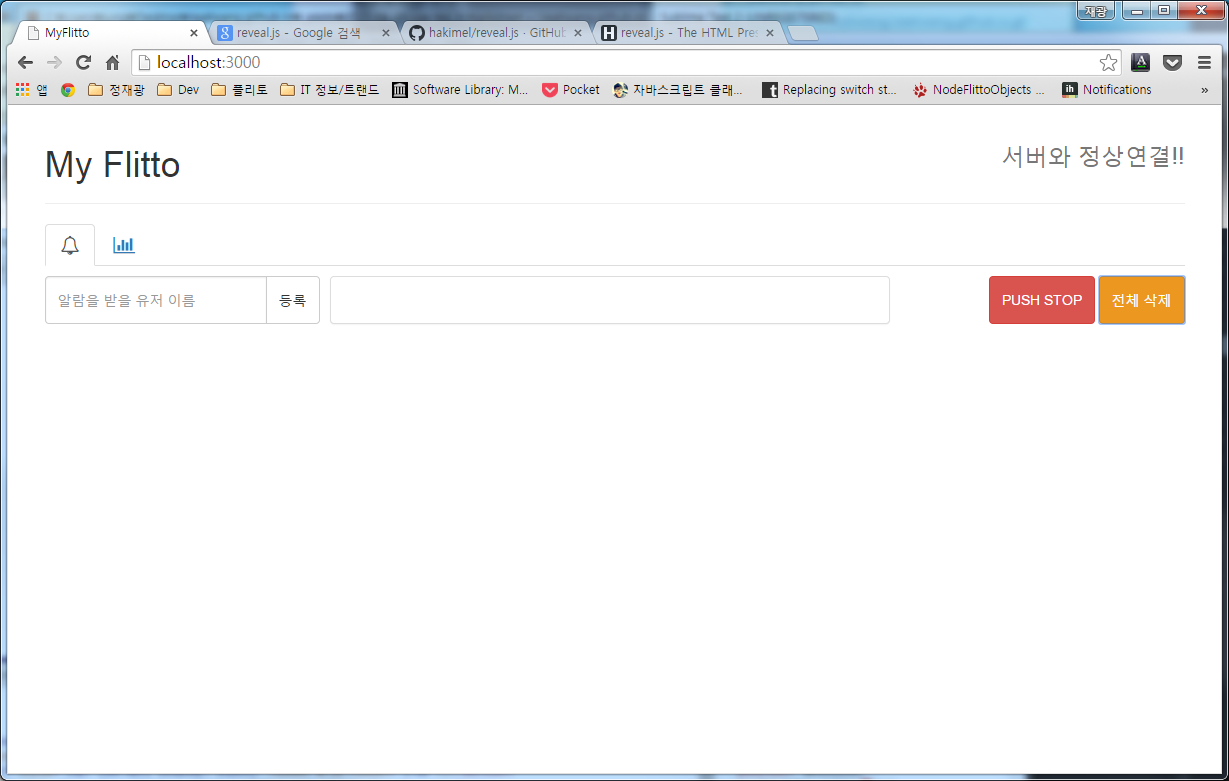 재광
MyFlitto
reveal.js - Google 검색
hakimel/reveal.js · GitHub
reveal.js - The HTML Pres
localhost:3000
앱
정재광
Dev
플리토
IT 정보/트랜드
Software Library: M...
Pocket
자바스크립트 클래...
Replacing switch st...
NodeFlittoObjects ...
Notifications
»
My Flitto
서버와 정상연결!!
알람을 받을 유저 이름
등록
PUSH STOP
전체 삭제